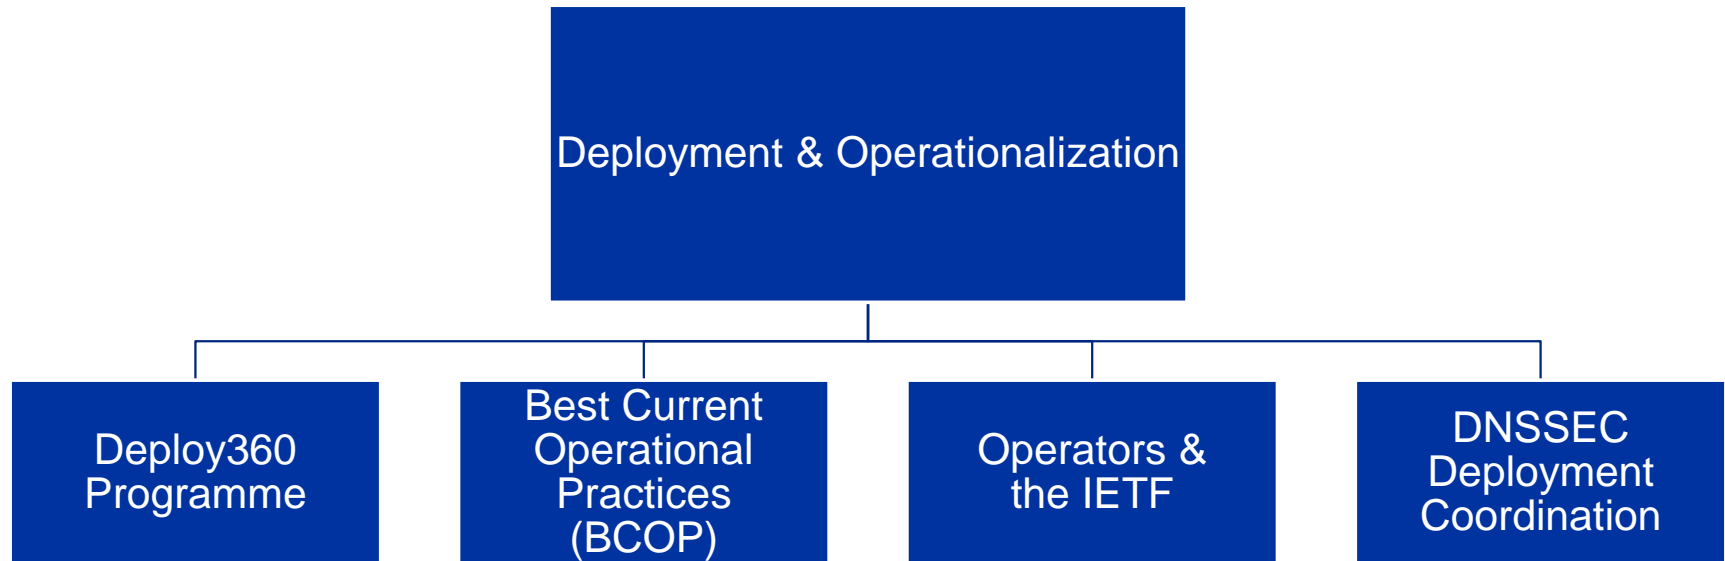 Deployment & Operationalization
Deploy360
Programme
Best Current
Operational
Practices
(BCOP)
Operators &
the IETF
DNSSEC
Deployment
Coordination